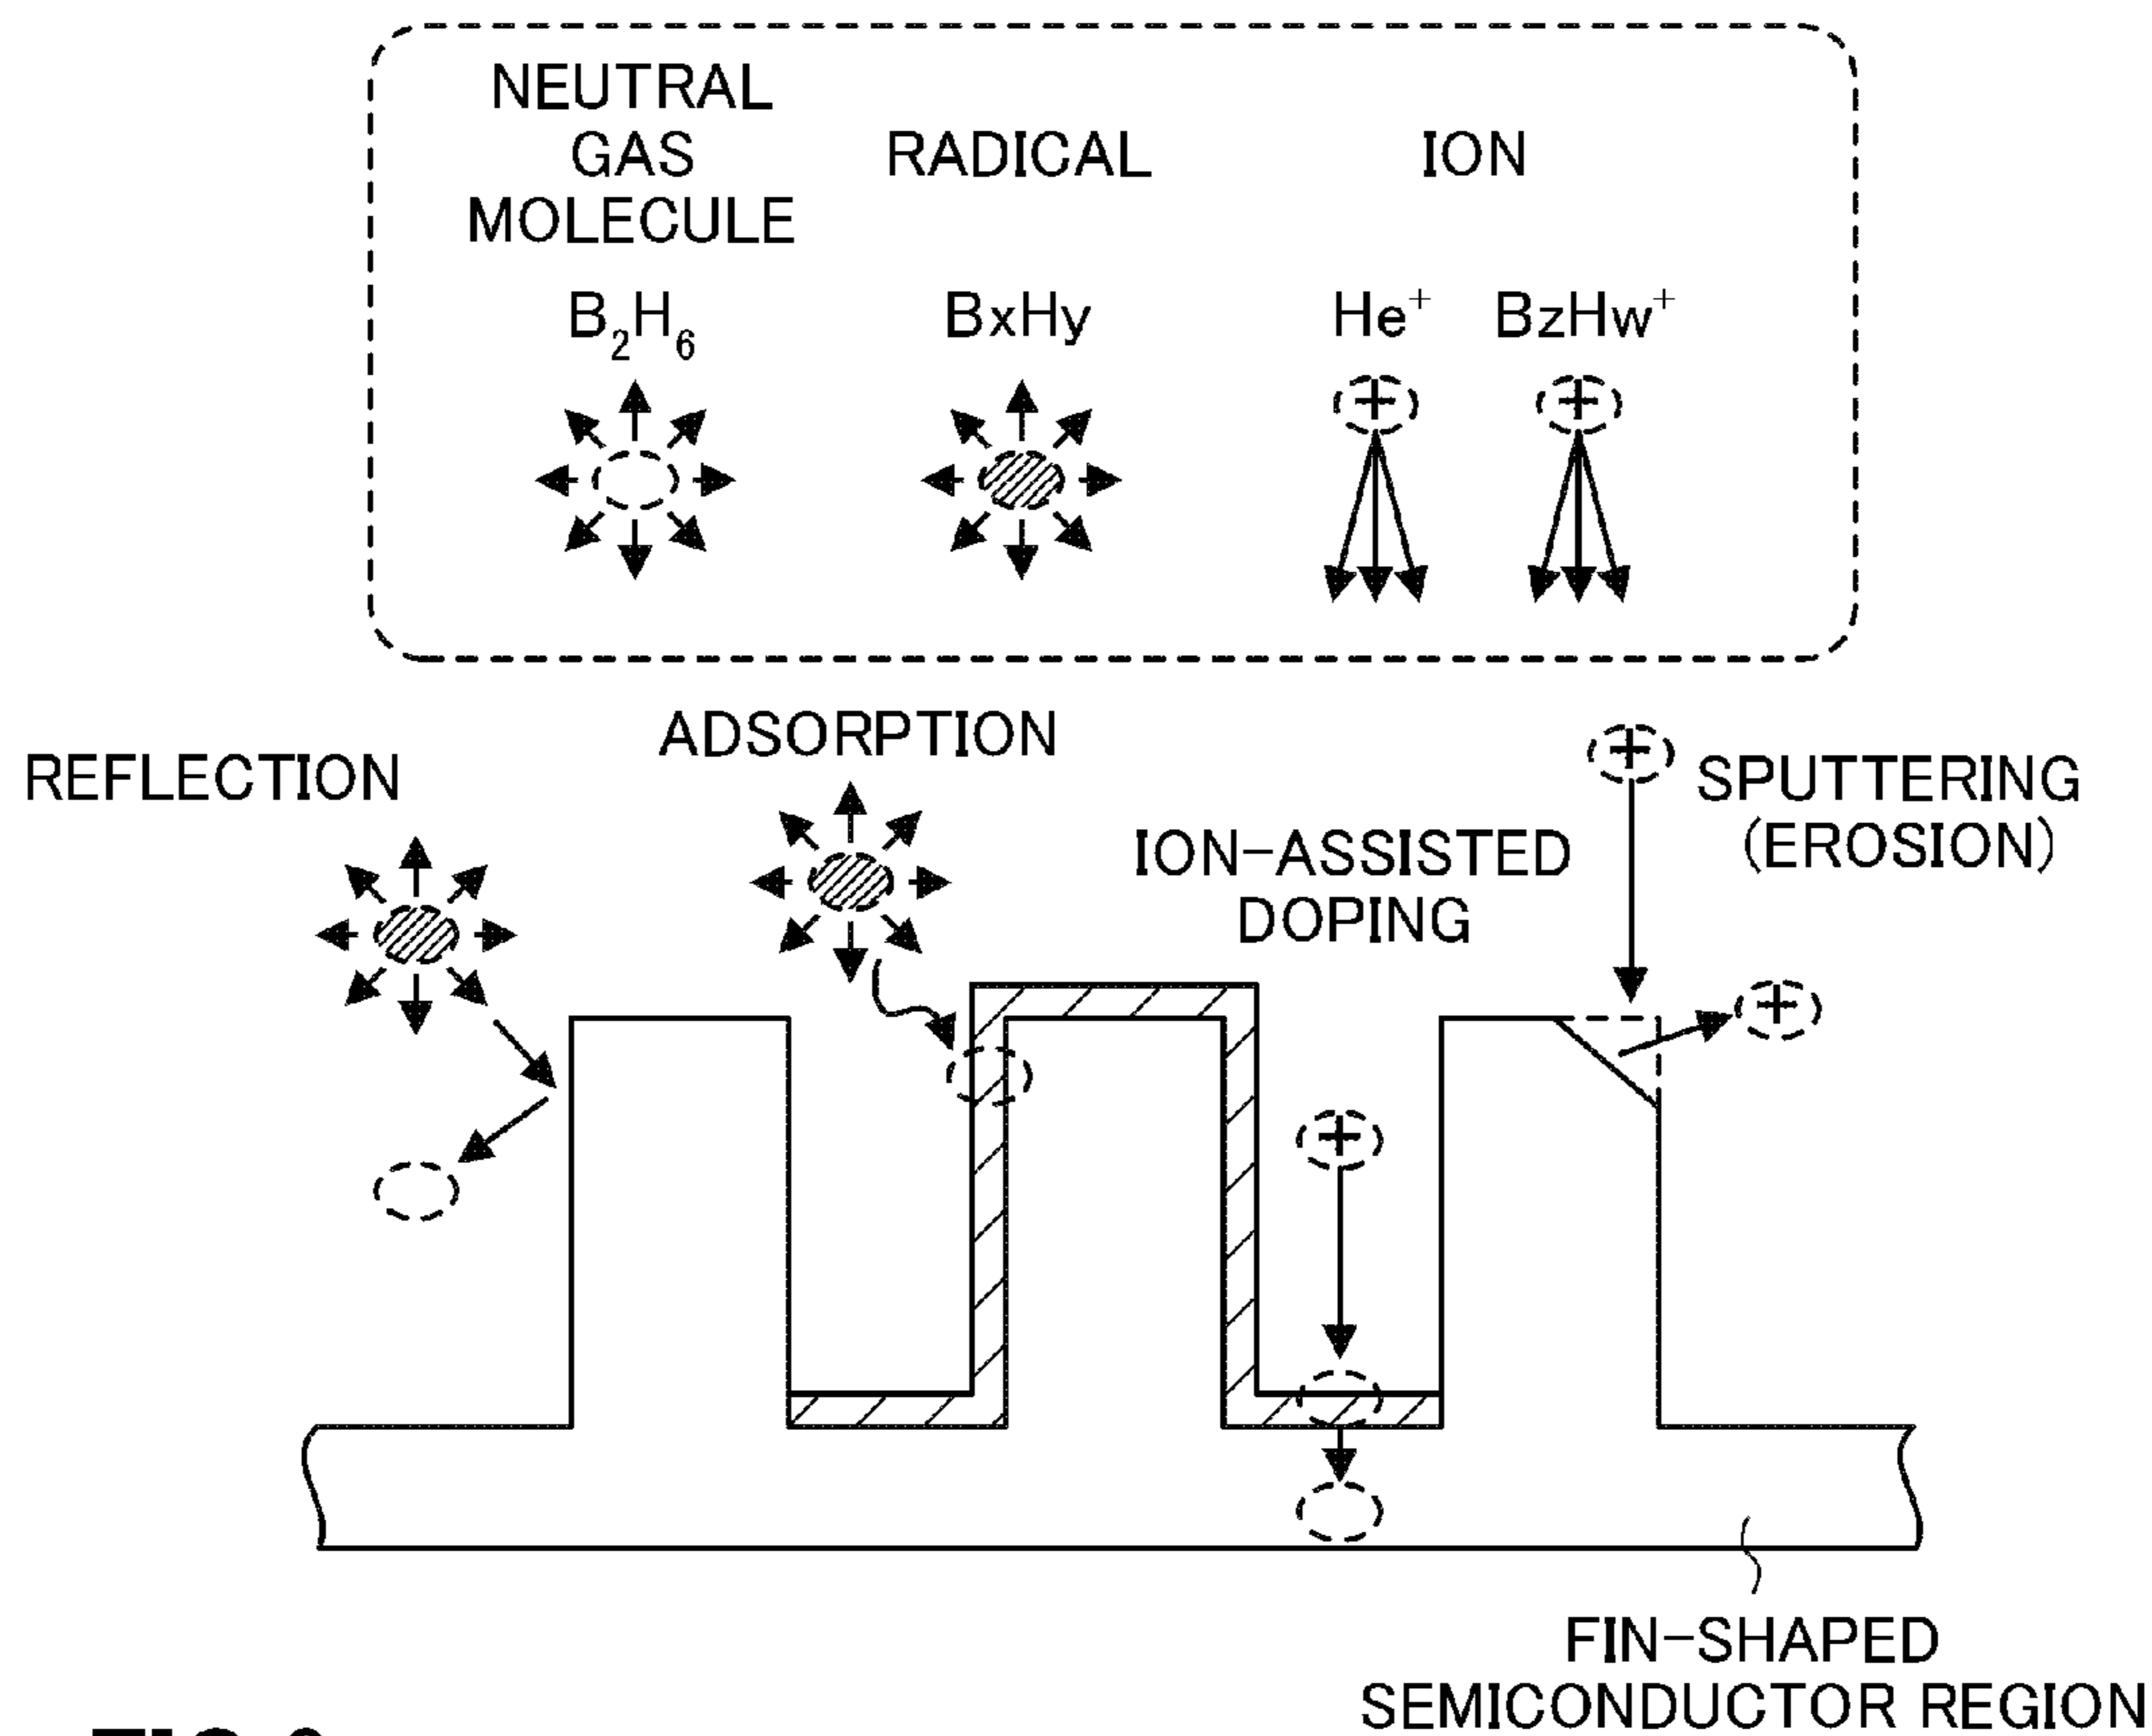 NEUTRAL
GAS
MOLECULE
RADICAL
ION
B₂H₆
BxHy
He⁺
BzHw⁺
+
+
REFLECTION
ADSORPTION
ION-ASSISTED
DOPING
+
SPUTTERING
(EROSION)
+
+
FIN-SHAPED
SEMICONDUCTOR REGION